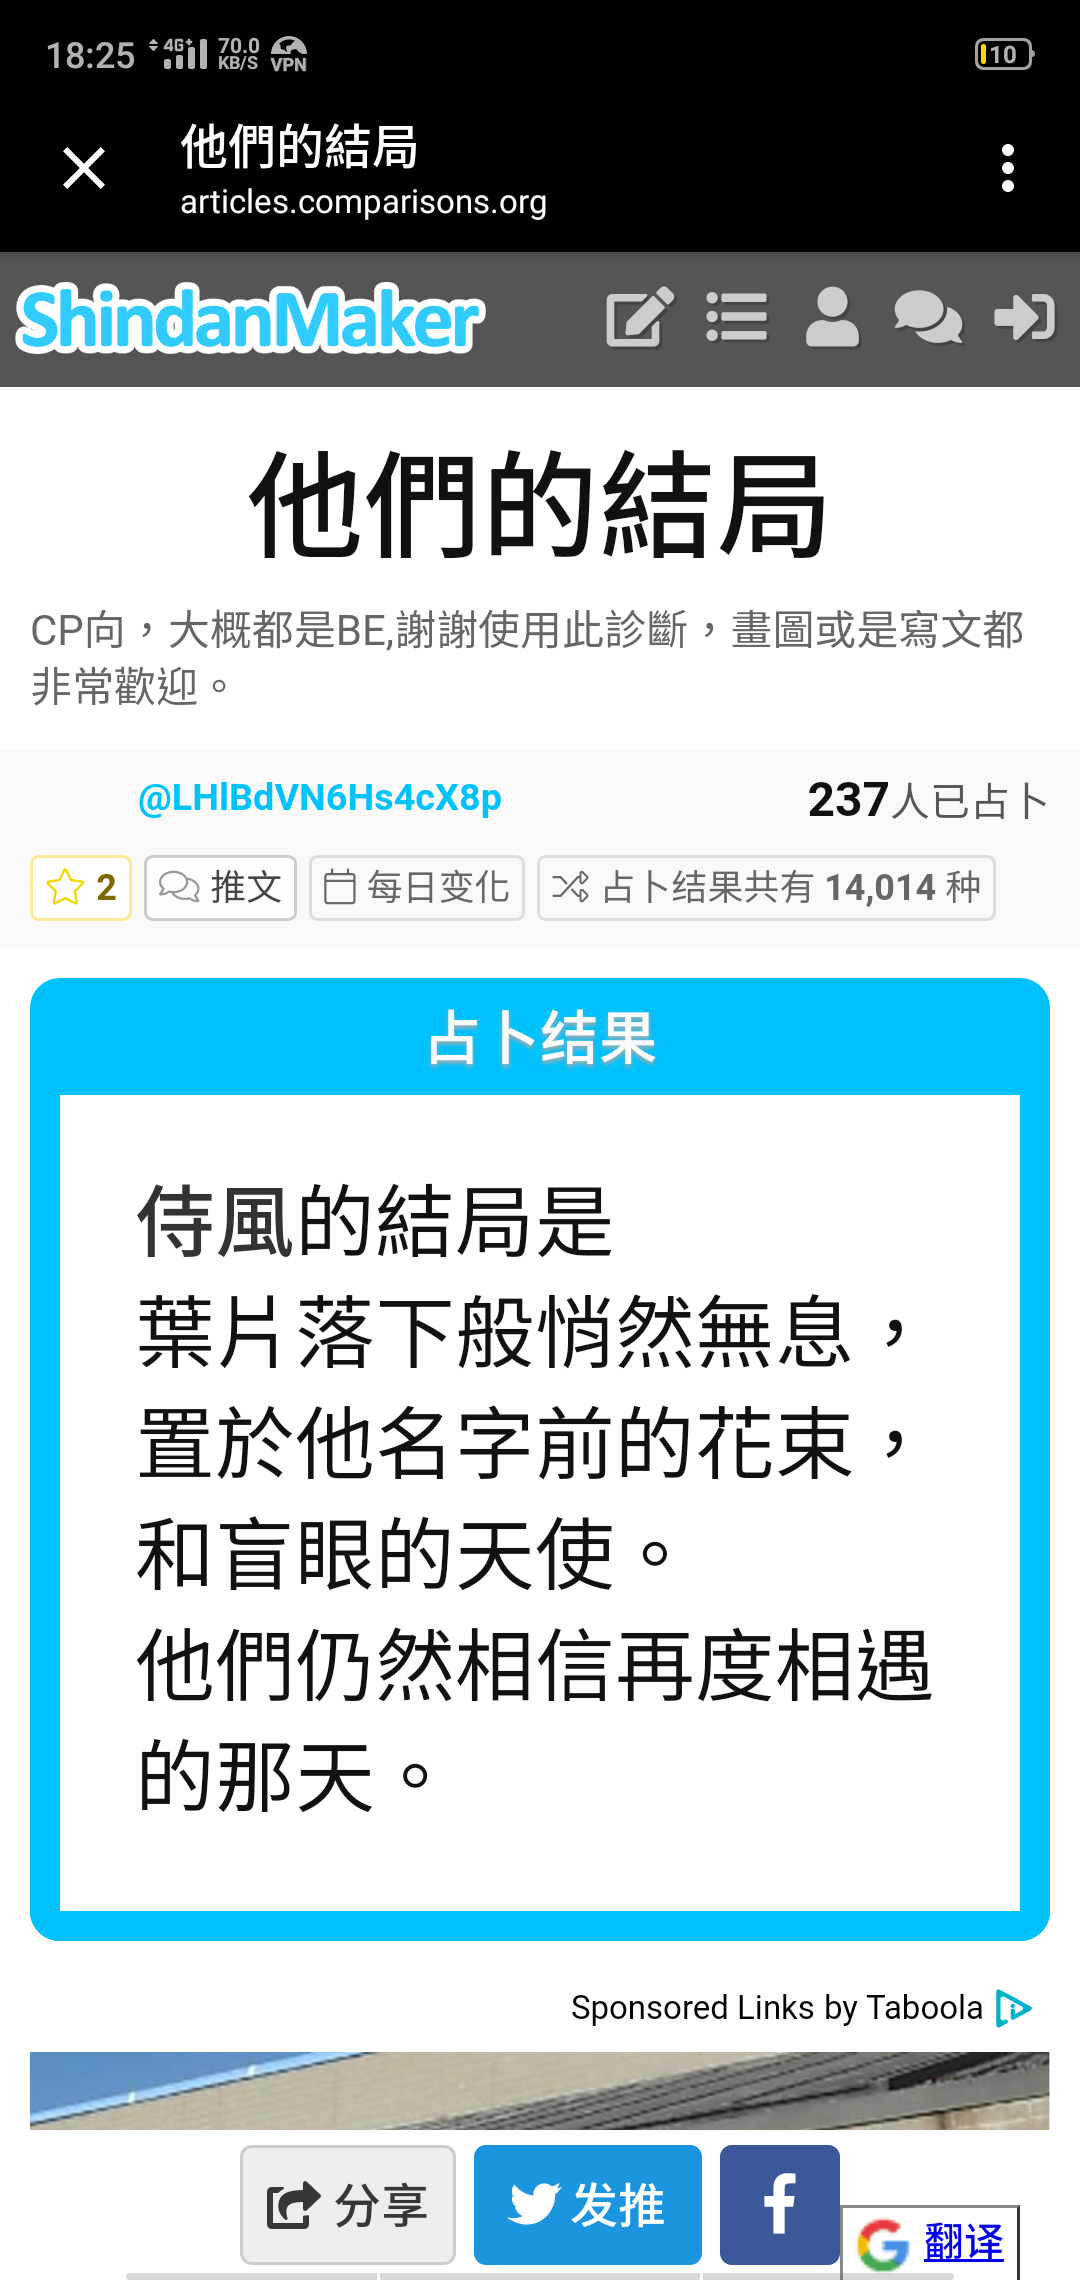 18:25 4G+ 70.0 KB/S VPN 10
他們的結局
articles.comparisons.org
ShindanMaker
他們的結局
CP向，大概都是BE,謝謝使用此診斷，畫圖或是寫文都
非常歡迎。
@LHlBdVN6Hs4cX8p 237人已占卜
2 推文 每日变化 占卜结果共有 14,014 种
占卜结果
侍風的結局是
葉片落下般悄然無息，
置於他名字前的花束，
和盲眼的天使。
他們仍然相信再度相遇
的那天。
Sponsored Links by Taboola
分享 发推 f
G 翻译